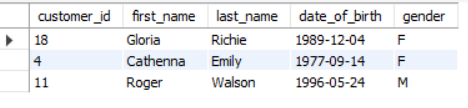 customer_id first_name last_name date_of_birth gender
18 Gloria Richie 1989-12-04 F
4 Cathenna Emily 1977-09-14 F
11 Roger Walson 1996-05-24 M